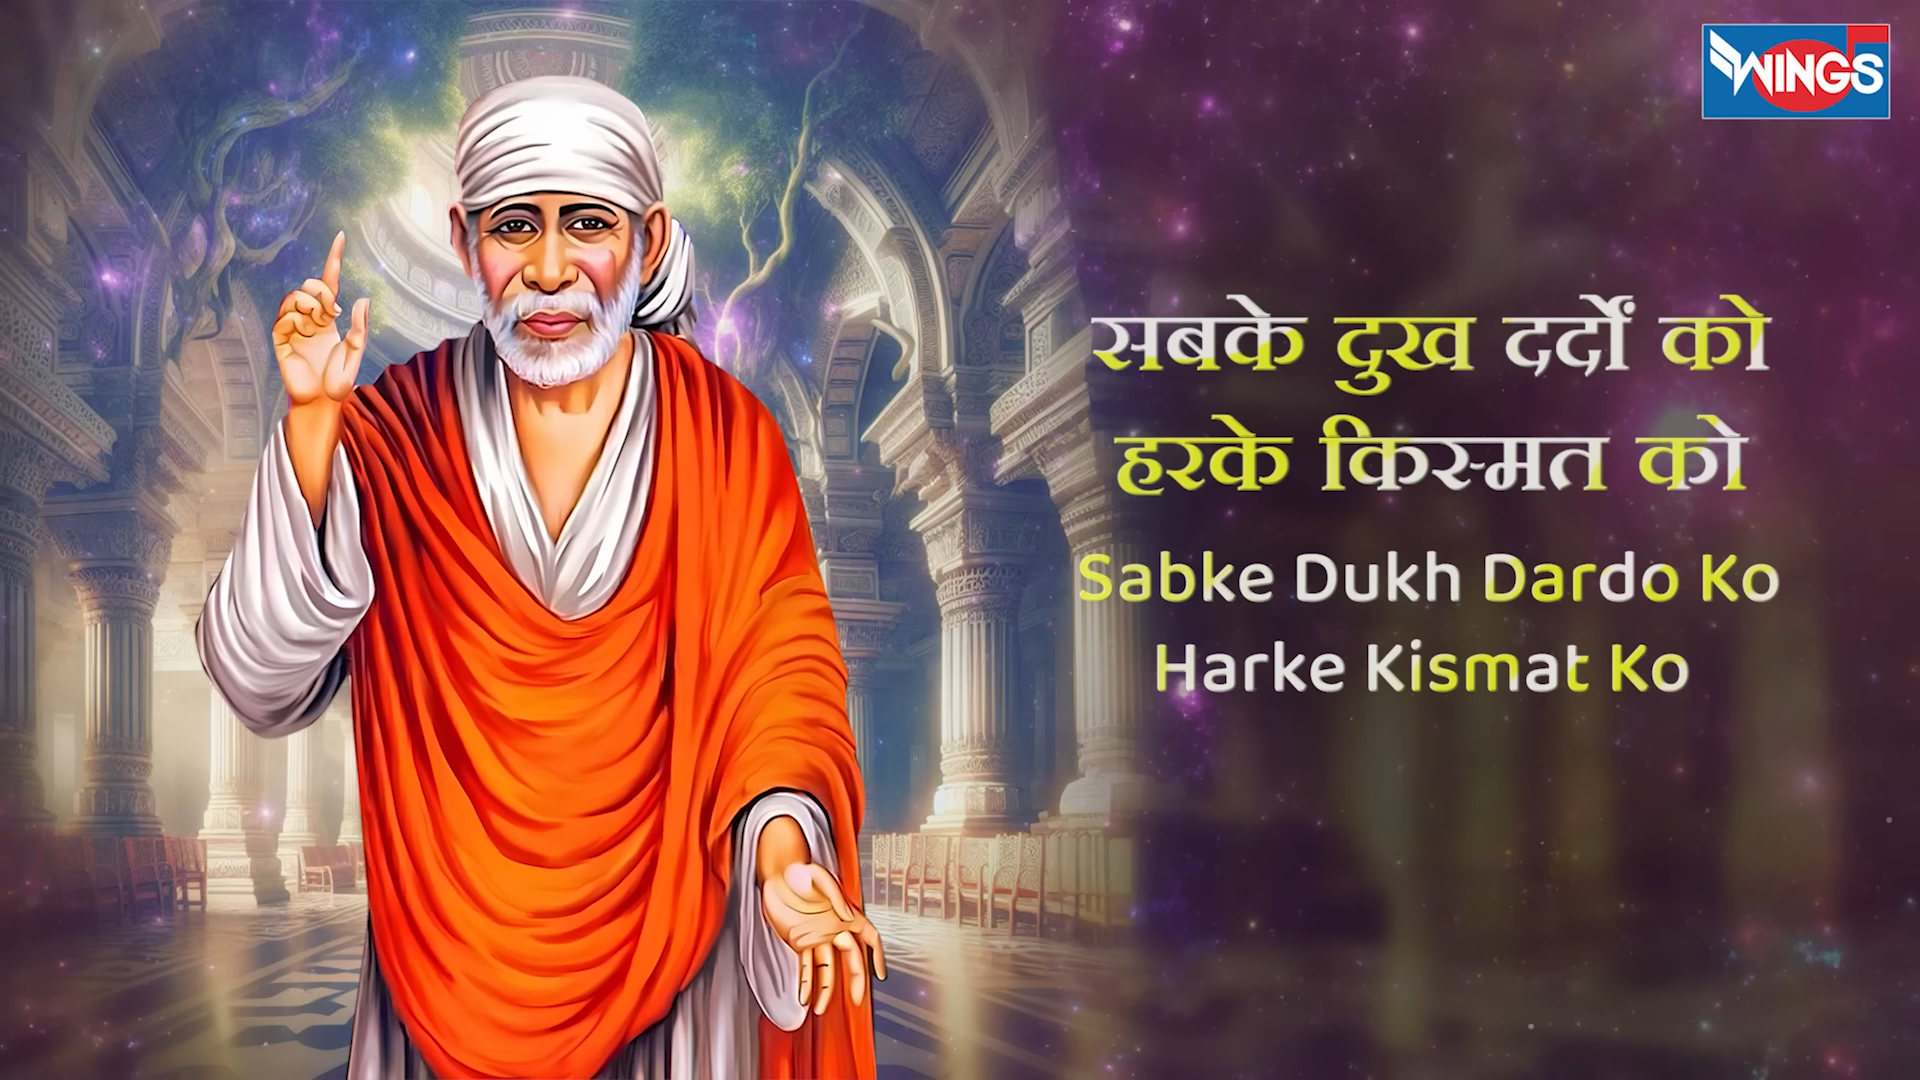 WINGS
सबके दुख दर्दों को
हरके किस्मत को
Sabke Dukh Dardo Ko
Harke Kismat Ko